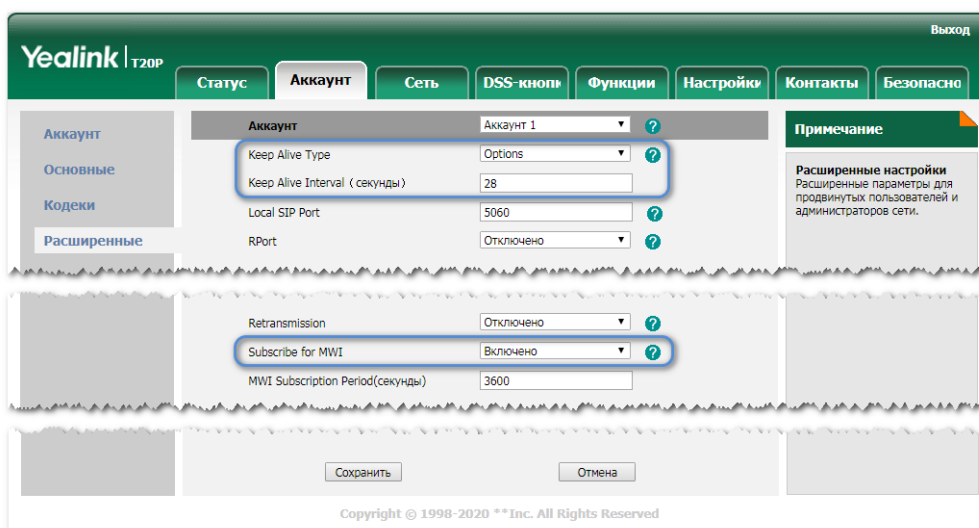 Выход
Yealink | T20P
Статус Аккаунт Сеть DSS-кнопк Функции Настройки Контакты Безопасно
Аккаунт
Основные
Кодеки
Расширенные
Аккаунт Аккаунт 1 ?
Keep Alive Type Options ?
Keep Alive Interval (секунды) 28
Local SIP Port 5060 ?
RPort Отключено ?
Retransmission Отключено ?
Subscribe for MWI Включено ?
MWI Subscription Period(секунды) 3600
Сохранить Отмена
Примечание
Расширенные настройки
Расширенные параметры для
продвинутых пользователей и
администраторов сети.
Copyright © 1998-2020 **Inc. All Rights Reserved